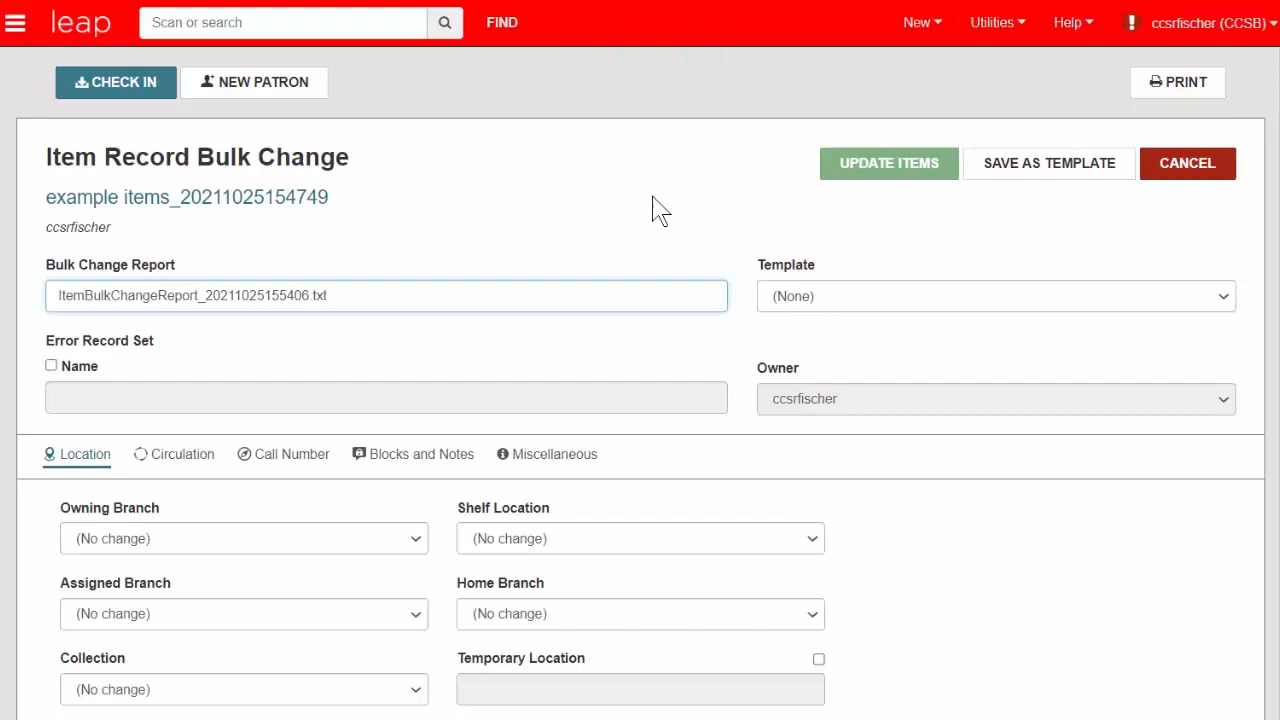 leap
Scan or search
FIND
New
Utilities
Help
ccsrfischer (CCSB)
CHECK IN
NEW PATRON
PRINT
Item Record Bulk Change
UPDATE ITEMS
SAVE AS TEMPLATE
CANCEL
example items_20211025154749
ccsrfischer
Bulk Change Report
Template
ItemBulkChangeReport_20211025155406.txt
(None)
Error Record Set
Name
Owner
ccsrfischer
Location
Circulation
Call Number
Blocks and Notes
Miscellaneous
Owning Branch
Shelf Location
(No change)
(No change)
Assigned Branch
Home Branch
(No change)
(No change)
Collection
Temporary Location
(No change)